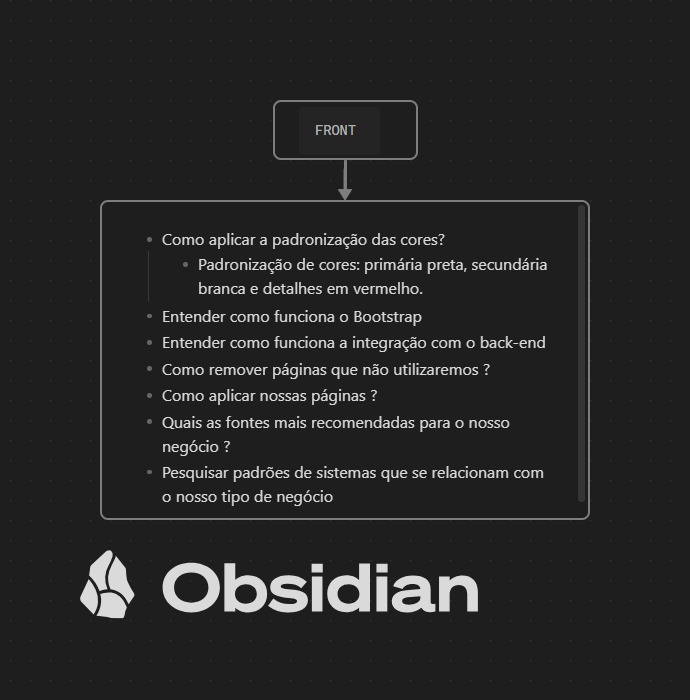 FRONT
Como aplicar a padronização das cores?
Padronização de cores: primária preta, secundária
branca e detalhes em vermelho.
Entender como funciona o Bootstrap
Entender como funciona a integração com o back-end
Como remover páginas que não utilizaremos ?
Como aplicar nossas páginas ?
Quais as fontes mais recomendadas para o nosso
negócio ?
Pesquisar padrões de sistemas que se relacionam com
o nosso tipo de negócio
Obsidian